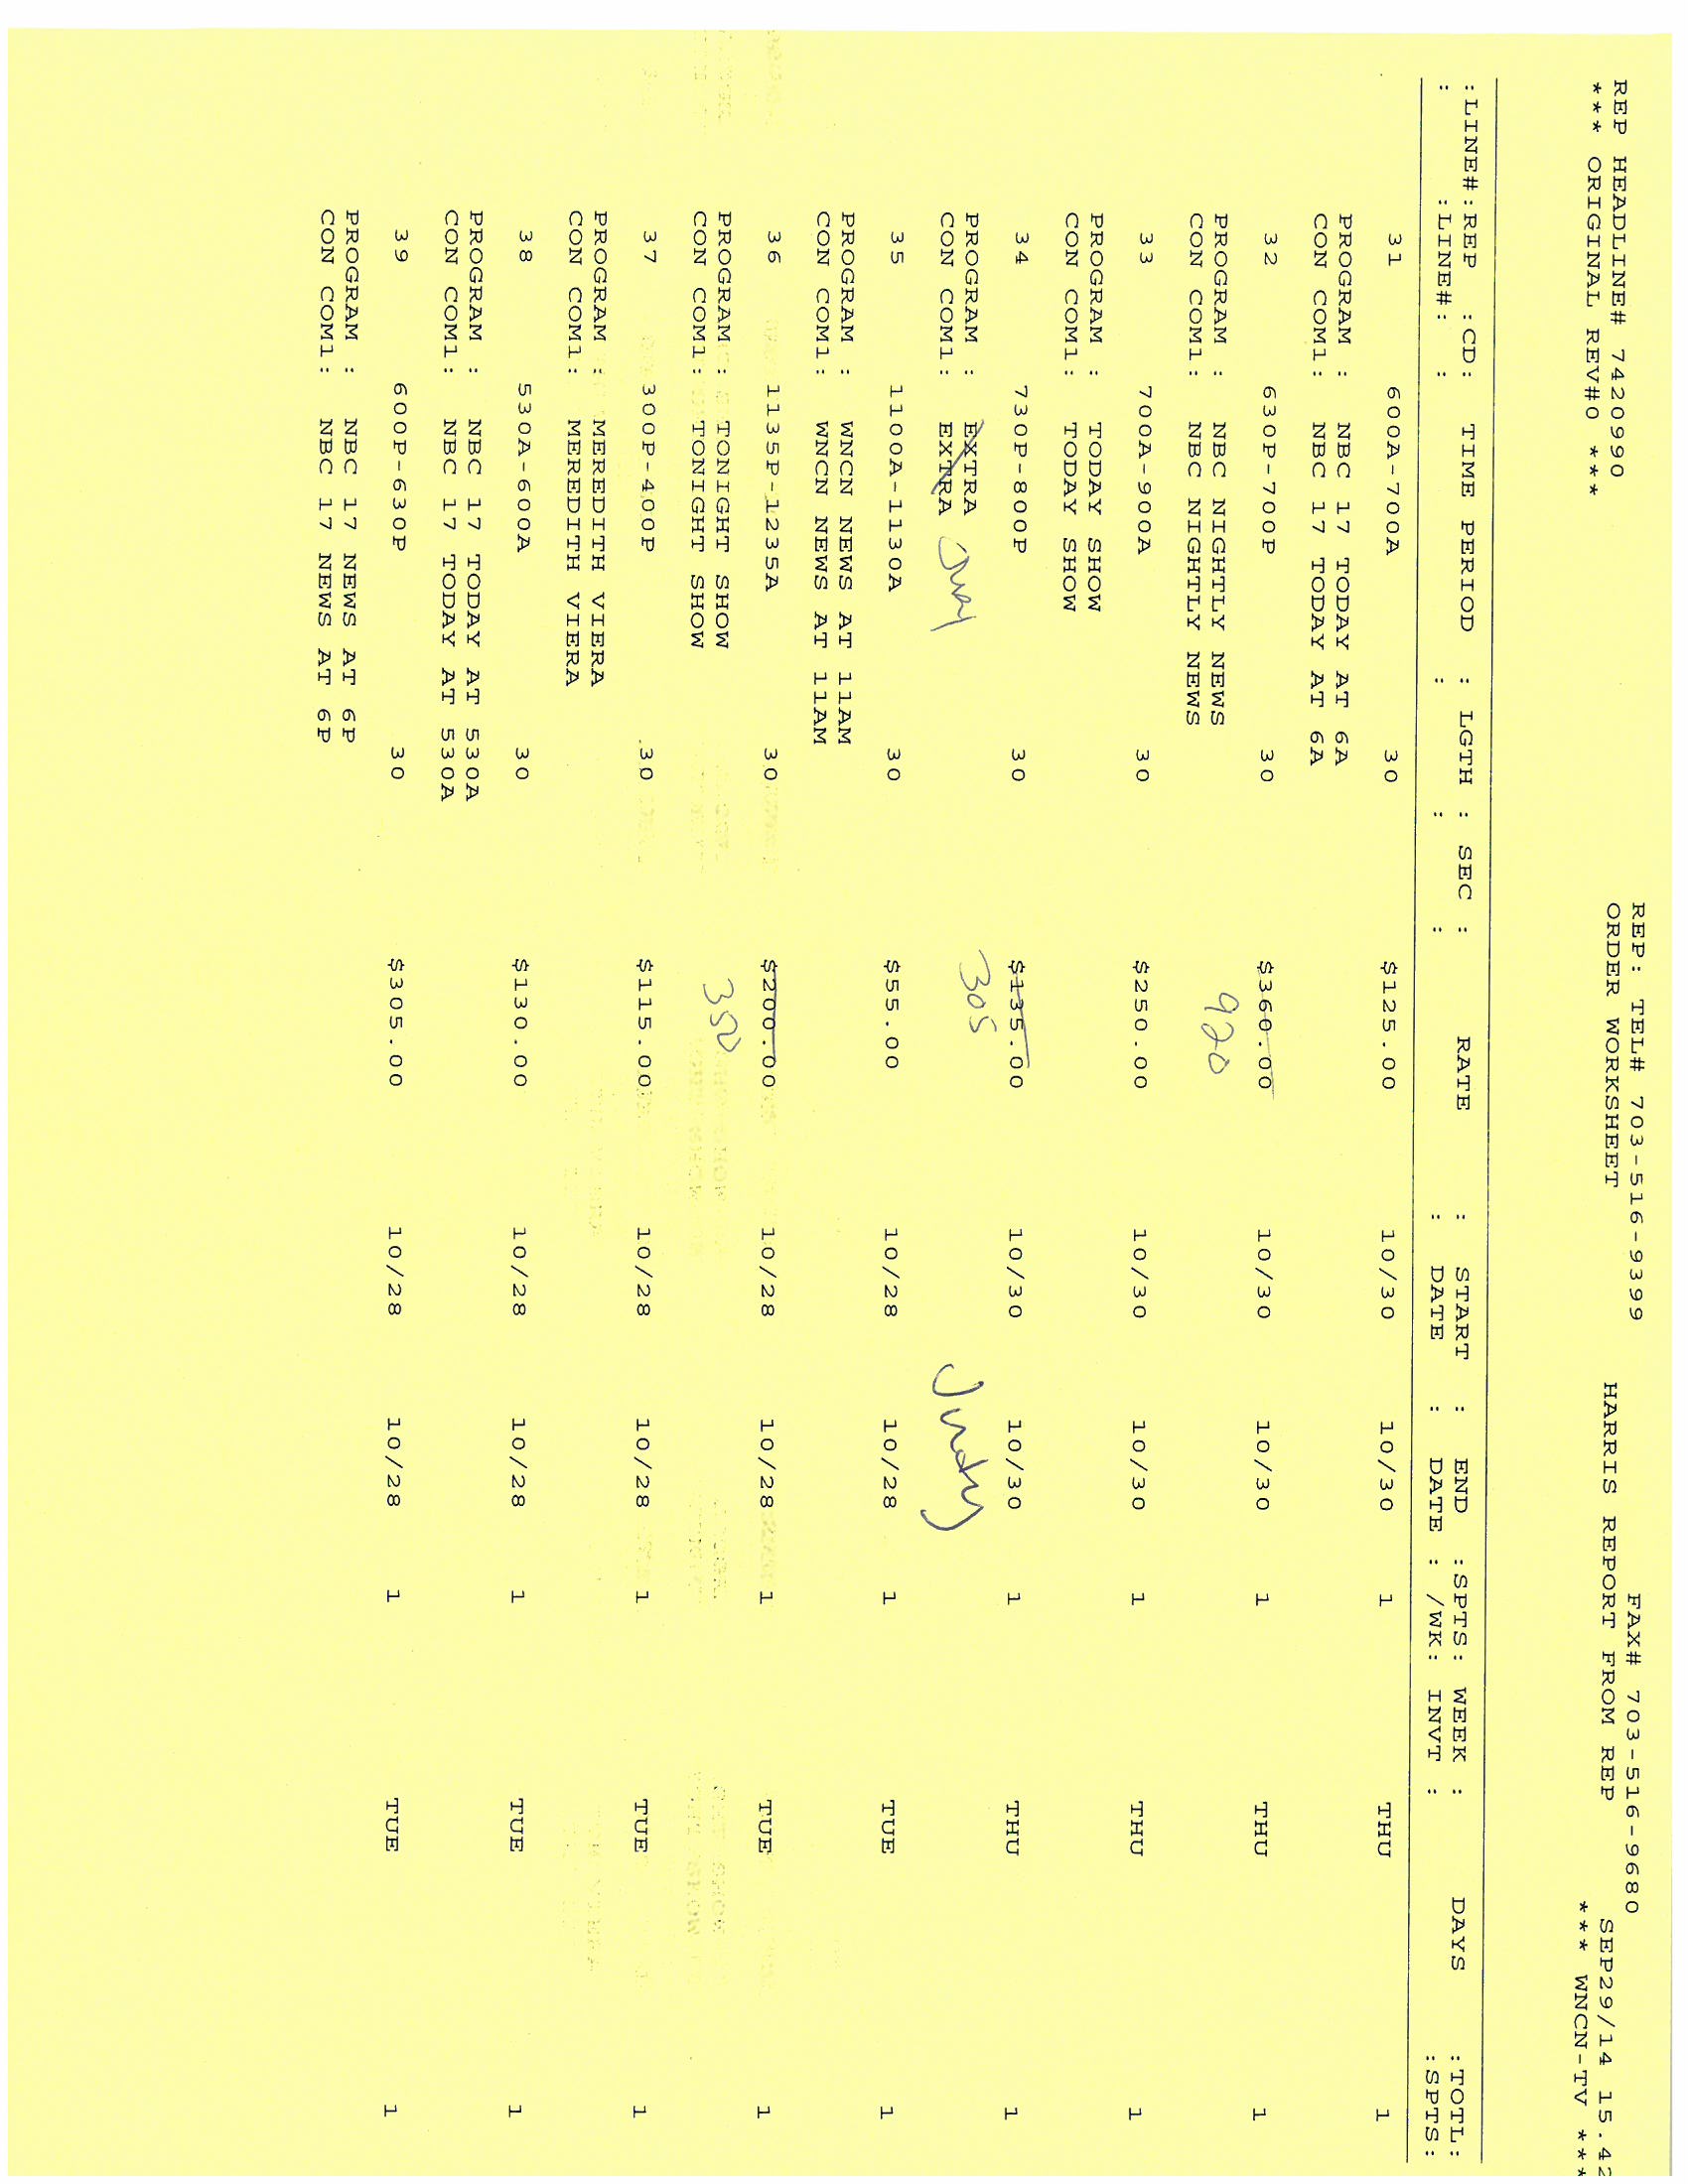 REP: TEL# 703-516-9399 FAX# 703-516-9680
REP HEADLINE# 7420990 ORDER WORKSHEET HARRIS REPORT FROM REP SEP29/14 15.42
*** ORIGINAL REV#0 *** *** WNCN-TV ***
:LINE#:REP :CD: TIME PERIOD : LGTH : SEC : RATE : START : END :SPTS: WEEK : DAYS :TOTL:
: :LINE#: : : : : DATE : DATE : /WK: INVT : :SPTS:
31 600A-700A 30 $125.00 10/30 10/30 1 THU 1
PROGRAM : NBC 17 TODAY AT 6A
CON COM1: NBC 17 TODAY AT 6A
32 630P-700P 30 $360.00 10/30 10/30 1 THU 1
PROGRAM : NBC NIGHTLY NEWS 920
CON COM1: NBC NIGHTLY NEWS
33 700A-900A 30 $250.00 10/30 10/30 1 THU 1
PROGRAM : TODAY SHOW
CON COM1: TODAY SHOW
34 730P-800P 30 $135.00 10/30 10/30 1 THU 1
PROGRAM : EXTRA 305 Judy
CON COM1: EXTRA
35 1100A-1130A 30 $55.00 10/28 10/28 1 TUE 1
PROGRAM : WNCN NEWS AT 11AM
CON COM1: WNCN NEWS AT 11AM
36 1135P-1235A 30 $200.00 10/28 10/28 1 TUE 1
PROGRAM : TONIGHT SHOW 350
CON COM1: TONIGHT SHOW
37 300P-400P 30 $115.00 10/28 10/28 1 TUE 1
PROGRAM : MEREDITH VIERA
CON COM1: MEREDITH VIERA
38 530A-600A 30 $130.00 10/28 10/28 1 TUE 1
PROGRAM : NBC 17 TODAY AT 530A
CON COM1: NBC 17 TODAY AT 530A
39 600P-630P 30 $305.00 10/28 10/28 1 TUE 1
PROGRAM : NBC 17 NEWS AT 6P
CON COM1: NBC 17 NEWS AT 6P